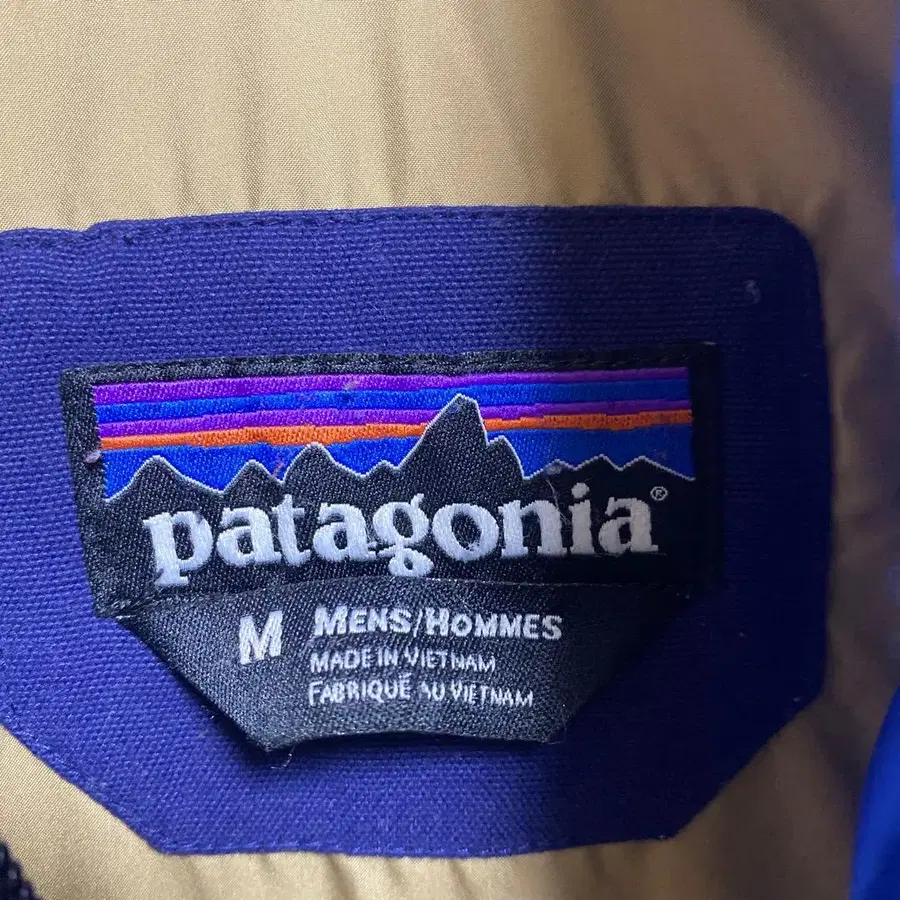 patagonia®
M MENS/HOMMES
MADE IN VIETNAM
FABRIQUÉ AU VIETNAM